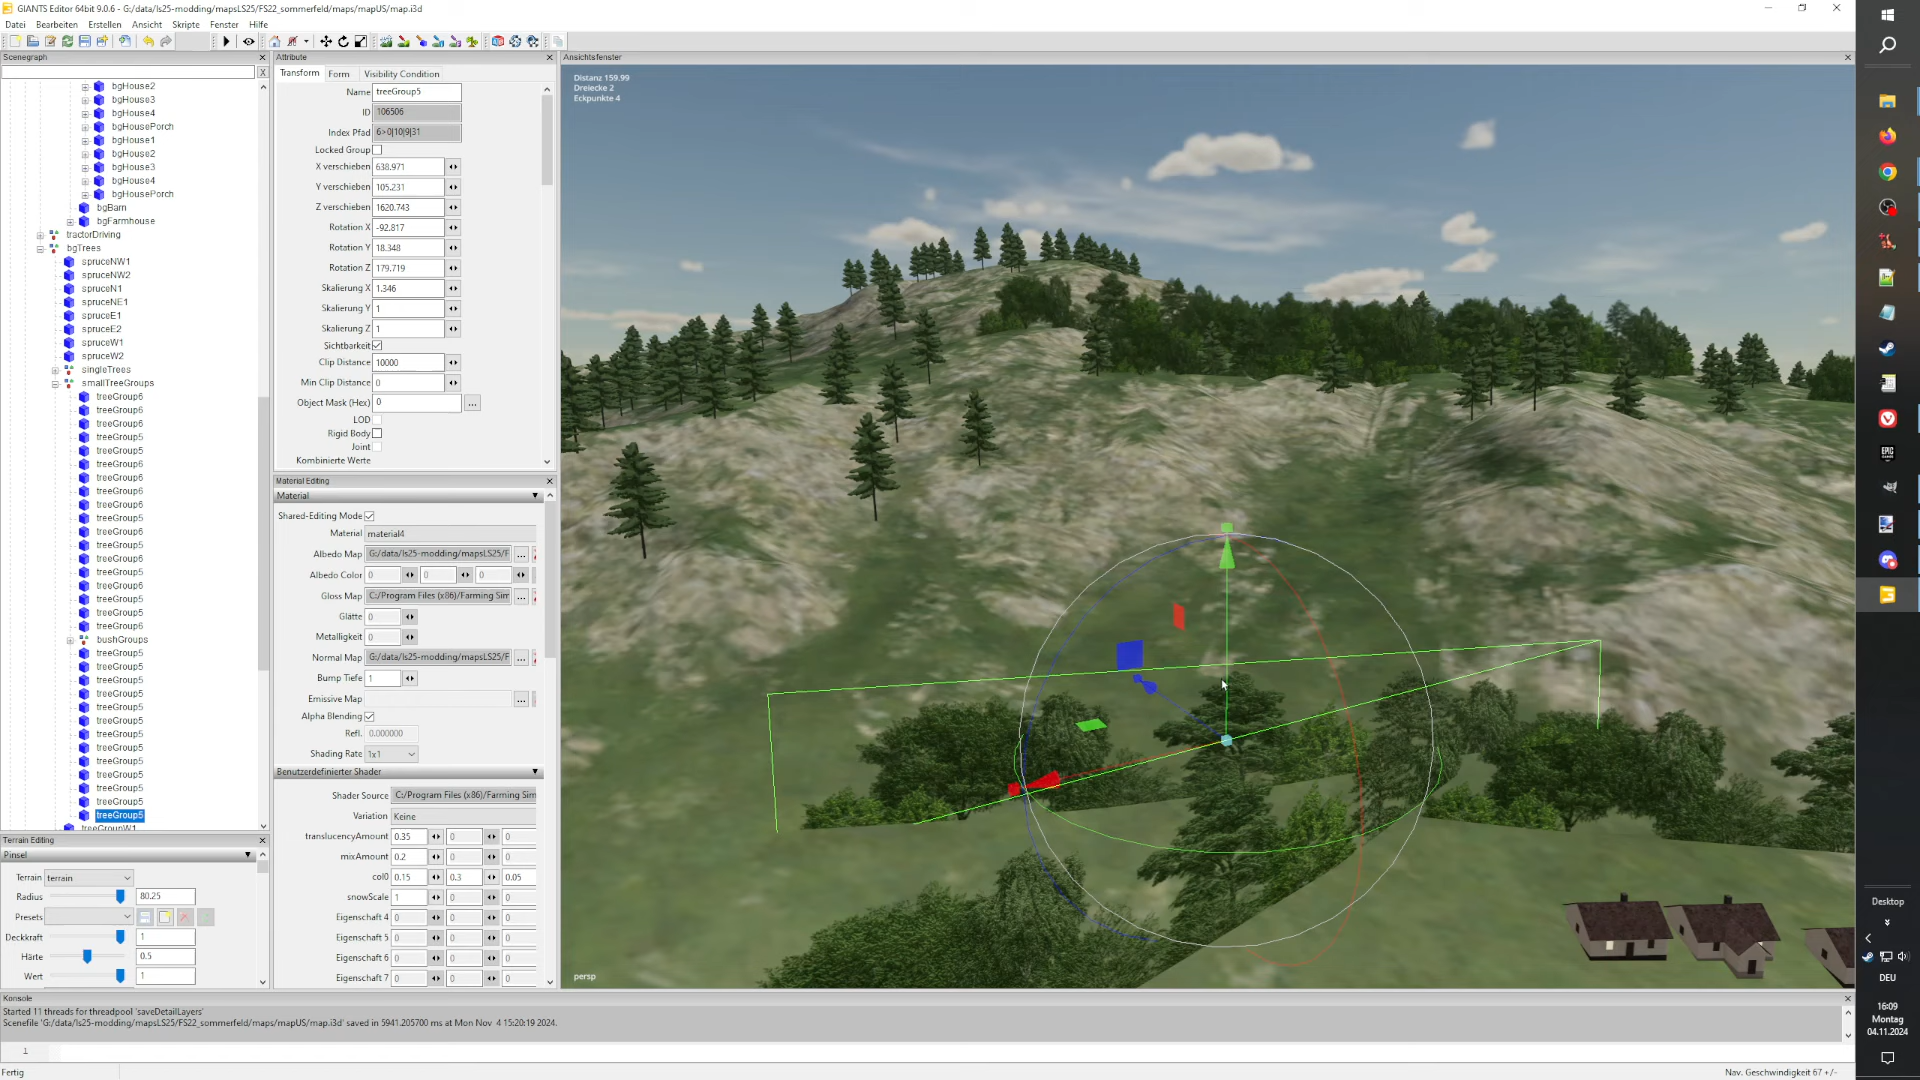 GIANTS Editor 64bit 9.0.6 - G:/data/ls25-modding/mapsLS25/FS22_sommerfeld/maps/mapUS/map.i3d
Datei Bearbeiten Erstellen Ansicht Skripte Fenster Hilfe
Scenegraph
X
bgHouse2
bgHouse3
bgHouse4
bgHousePorch
bgHouse1
bgHouse2
bgHouse3
bgHouse4
bgHousePorch
bgBarn
bgFarmhouse
tractorDriving
bgTrees
spruceNW1
spruceNW2
spruceN1
spruceNE1
spruceE1
spruceE2
spruceW1
spruceW2
singleTrees
smallTreeGroups
treeGroup6
treeGroup6
treeGroup6
treeGroup5
treeGroup5
treeGroup6
treeGroup6
treeGroup6
treeGroup6
treeGroup5
treeGroup6
treeGroup5
treeGroup6
treeGroup5
treeGroup6
treeGroup5
treeGroup5
treeGroup6
bushGroups
treeGroup5
treeGroup5
treeGroup5
treeGroup5
treeGroup5
treeGroup5
treeGroup5
treeGroup5
treeGroup5
treeGroup5
treeGroup5
treeGroup5
treeGroup5
treeGroupW1
Terrain Editing
Pinsel
Terrain terrain
Radius 80.25
Presets
Deckkraft 1
Härte 0.5
Wert 1
Attribute
Transform Form Visibility Condition
Name treeGroup5
ID 106506
Index Pfad 6>0|10|9|31
Locked Group
X verschieben 638.971
Y verschieben 105.231
Z verschieben 1620.743
Rotation X -92.817
Rotation Y 18.348
Rotation Z 179.719
Skalierung X 1.346
Skalierung Y 1
Skalierung Z 1
Sichtbarkeit
Clip Distance 10000
Min Clip Distance 0
Object Mask (Hex) 0 ...
LOD
Rigid Body
Joint
Kombinierte Werte
Material Editing
Material
Shared-Editing Mode
Material material4
Albedo Map G:/data/ls25-modding/mapsLS25/F ...
Albedo Color 0 0 0
Gloss Map C:/Program Files (x86)/Farming Sim ...
Glätte 0
Metalligkeit 0
Normal Map G:/data/ls25-modding/mapsLS25/F ...
Bump Tiefe 1
Emissive Map ...
Alpha Blending
Refl. 0.000000
Shading Rate 1x1
Benutzerdefinierter Shader
Shader Source C:/Program Files (x86)/Farming Sim
Variation Keine
translucencyAmount 0.35 0 0
mixAmount 0.2 0 0
col0 0.15 0.3 0.05
snowScale 1 0 0
Eigenschaft 4 0 0 0
Eigenschaft 5 0 0 0
Eigenschaft 6 0 0 0
Eigenschaft 7 0 0 0
Ansichtsfenster
Distanz 159.99
Dreiecke 2
Eckpunkte 4
persp
Konsole
Started 11 threads for threadpool 'saveDetailLayers'
Scenefile 'G:/data/ls25-modding/mapsLS25/FS22_sommerfeld/maps/mapUS/map.i3d' saved in 5941.205700 ms at Mon Nov 4 15:20:19 2024.
1
Fertig
Nav. Geschwindigkeit 67 +/-
EPIC
Desktop
DEU
16:09
Montag
04.11.2024